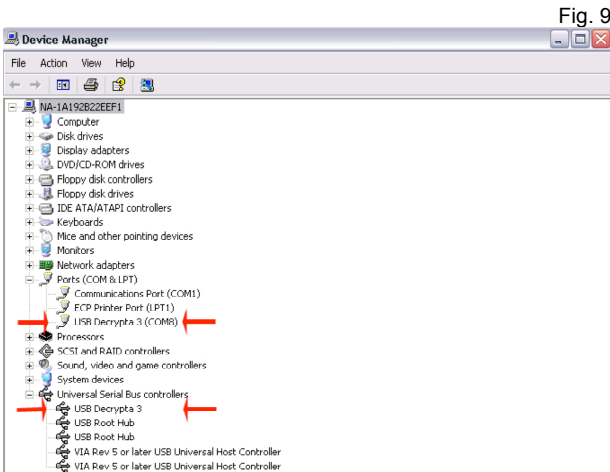 Fig. 9
Device Manager
File Action View Help
NA-1A192B22EEF1
Computer
Disk drives
Display adapters
DVD/CD-ROM drives
Floppy disk controllers
Floppy disk drives
IDE ATA/ATAPI controllers
Keyboards
Mice and other pointing devices
Monitors
Network adapters
Ports (COM & LPT)
Communications Port (COM1)
ECP Printer Port (LPT1)
USB Decrypta 3 (COM8)
Processors
SCSI and RAID controllers
Sound, video and game controllers
System devices
Universal Serial Bus controllers
USB Decrypta 3
USB Root Hub
USB Root Hub
VIA Rev 5 or later USB Universal Host Controller
VIA Rev 5 or later USB Universal Host Controller